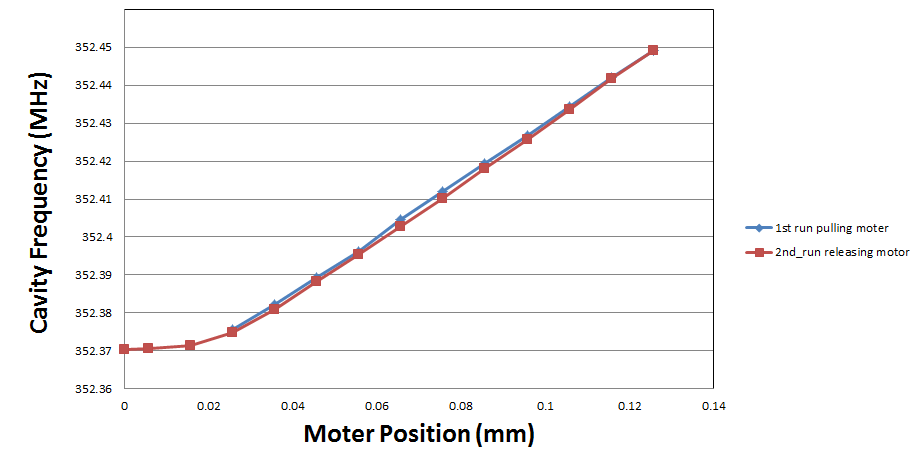 352.45
352.44
352.43
352.42
352.41
352.4
352.39
352.38
352.37
352.36
Cavity Frequency (MHz)
0 0.02 0.04 0.06 0.08 0.1 0.12 0.14
Moter Position (mm)
1st run pulling moter
2nd_run releasing motor